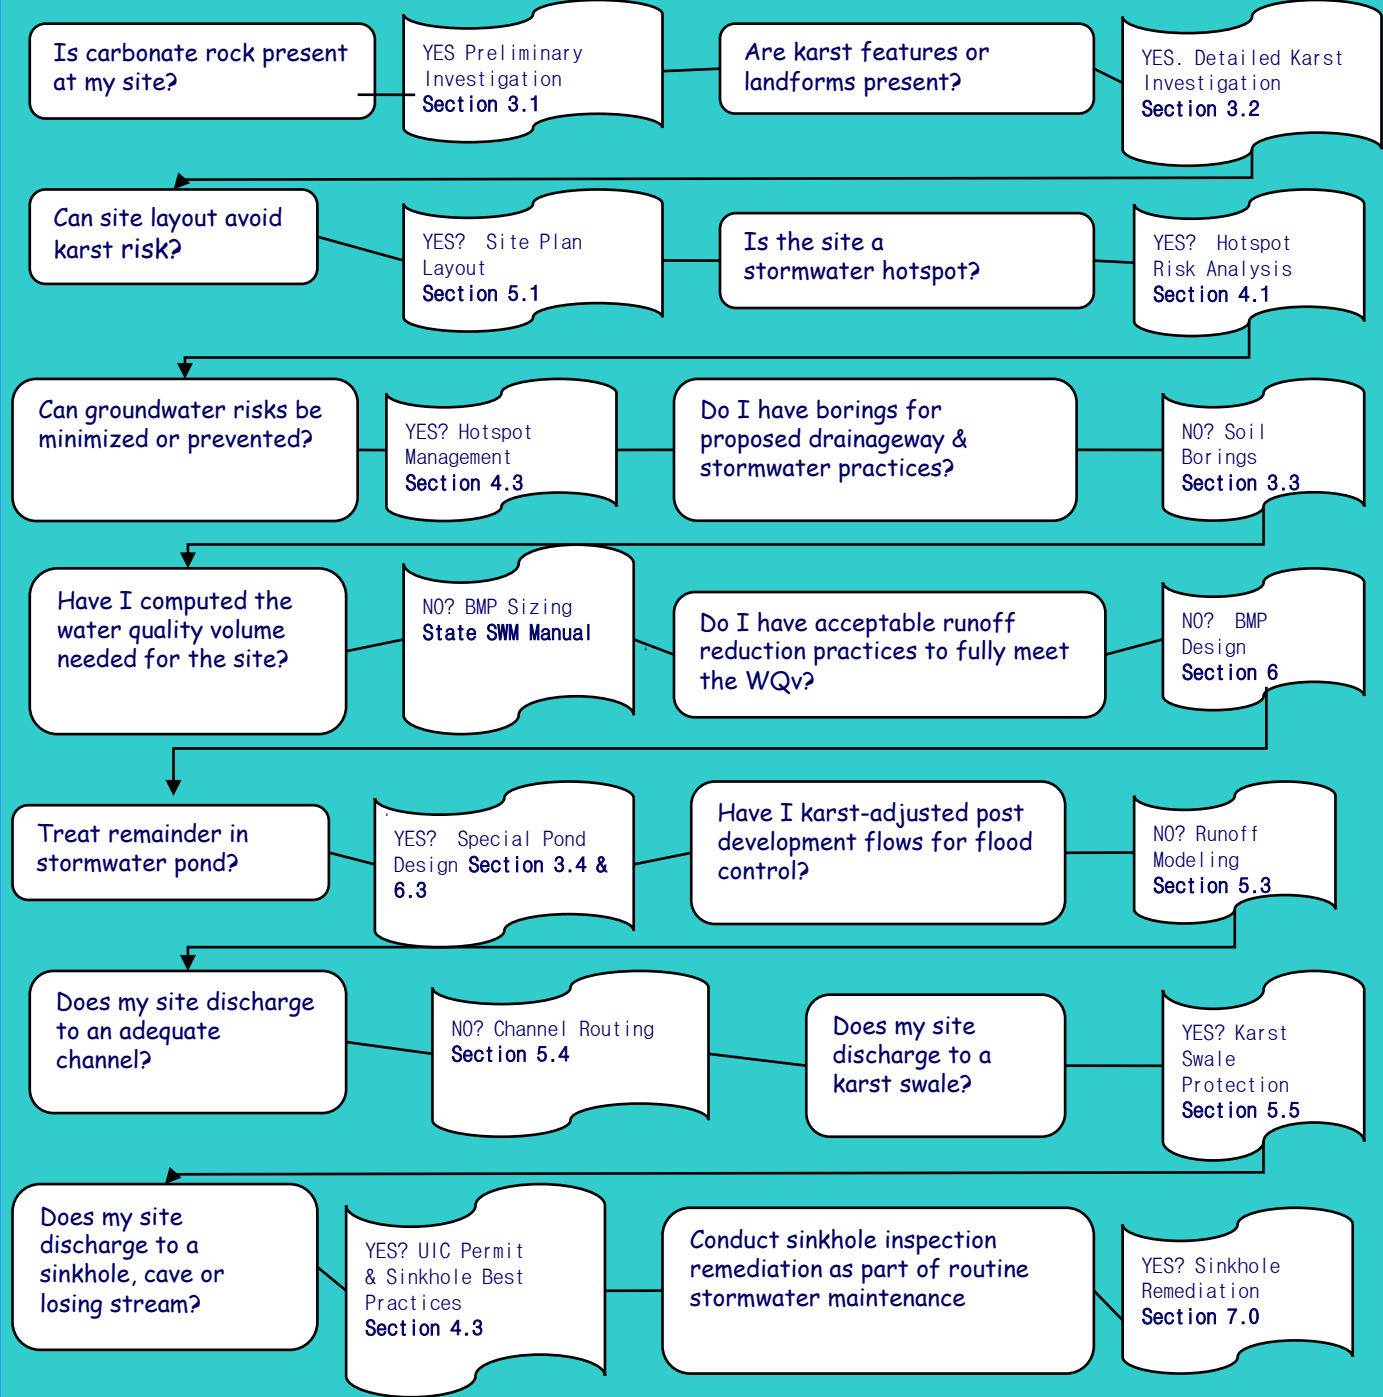 Is carbonate rock present
at my site?
YES Preliminary
Investigation
Section 3.1
Are karst features or
landforms present?
YES. Detailed Karst
Investigation
Section 3.2
Can site layout avoid
karst risk?
YES?  Site Plan
Layout
Section 5.1
Is the site a
stormwater hotspot?
YES?  Hotspot
Risk Analysis
Section 4.1
Can groundwater risks be
minimized or prevented?
YES? Hotspot
Management
Section 4.3
Do I have borings for
proposed drainageway &
stormwater practices?
NO? Soil
Borings
Section 3.3
Have I computed the
water quality volume
needed for the site?
NO? BMP Sizing
State SWM Manual
Do I have acceptable runoff
reduction practices to fully meet
the WQv?
NO?  BMP
Design
Section 6
Treat remainder in
stormwater pond?
YES?  Special Pond
Design Section 3.4 &
6.3
Have I karst-adjusted post
development flows for flood
control?
NO? Runoff
Modeling
Section 5.3
Does my site discharge
to an adequate
channel?
NO? Channel Routing
Section 5.4
Does my site
discharge to a
karst swale?
YES? Karst
Swale
Protection
Section 5.5
Does my site
discharge to a
sinkhole, cave or
losing stream?
YES? UIC Permit
& Sinkhole Best
Practices
Section 4.3
Conduct sinkhole inspection
remediation as part of routine
stormwater maintenance
YES? Sinkhole
Remediation
Section 7.0